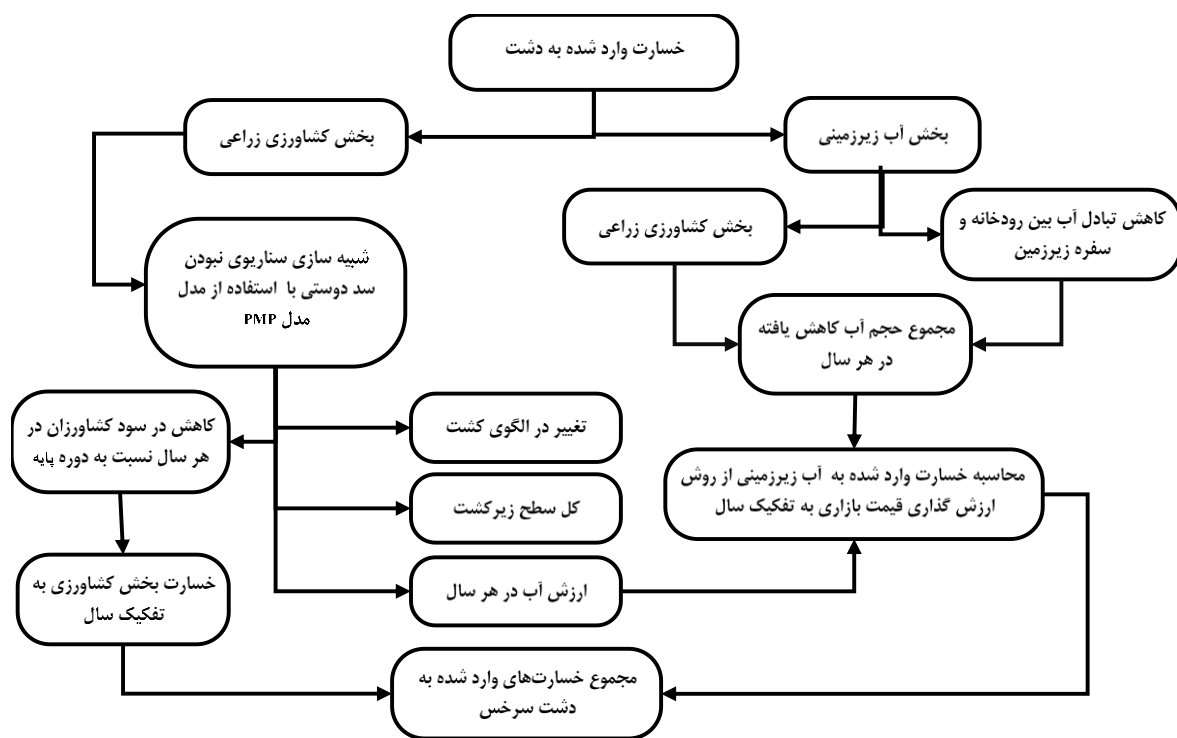 خسارت وارد شده به دشت
بخش کشاورزی زراعی
بخش آب زیرزمینی
بخش کشاورزی زراعی
کاهش تبادل آب بین رودخانه و
سفره زیرزمین
شبیه سازی سناریوی نبودن
سد دوستی با استفاده از مدل
مدل PMP
مجموع حجم آب کاهش یافته
در هر سال
کاهش در سود کشاورزان در
هر سال نسبت به دوره پایه
تغییر در الگوی کشت
محاسبه خسارت وارد شده به آب زیرزمینی از روش
ارزش گذاری قیمت بازاری به تفکیک سال
کل سطح زیرکشت
خسارت بخش کشاورزی به
تفکیک سال
ارزش آب در هر سال
مجموع خسارت‌های وارد شده به
دشت سرخس